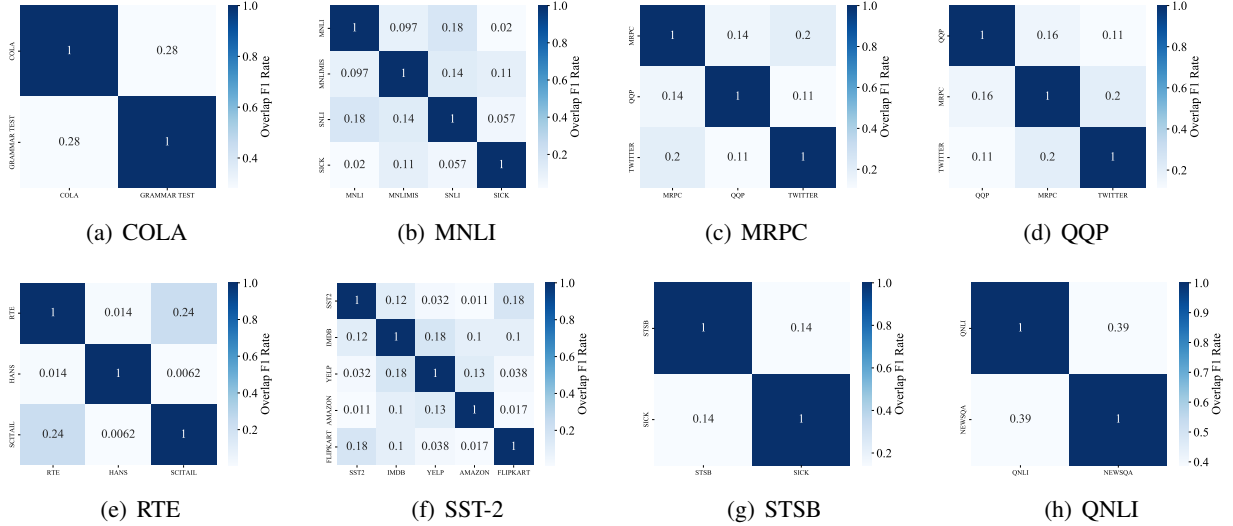 COLA
1
0.28
GRAMMAR TEST
0.28
1
COLA
GRAMMAR TEST
1.0
0.8
0.6
0.4
Overlap F1 Rate
(a) COLA
MNLI
1
0.097
0.18
0.02
MNLIMIS
0.097
1
0.14
0.11
SNLI
0.18
0.14
1
0.057
SICK
0.02
0.11
0.057
1
MNLI
MNLIMIS
SNLI
SICK
1.0
0.8
0.6
0.4
0.2
Overlap F1 Rate
(b) MNLI
MRPC
1
0.14
0.2
QQP
0.14
1
0.11
TWITTER
0.2
0.11
1
MRPC
QQP
TWITTER
1.0
0.8
0.6
0.4
0.2
Overlap F1 Rate
(c) MRPC
QQP
1
0.16
0.11
MRPC
0.16
1
0.2
TWITTER
0.11
0.2
1
QQP
MRPC
TWITTER
1.0
0.8
0.6
0.4
0.2
Overlap F1 Rate
(d) QQP
RTE
1
0.014
0.24
HANS
0.014
1
0.0062
SCITAIL
0.24
0.0062
1
RTE
HANS
SCITAIL
1.0
0.8
0.6
0.4
0.2
Overlap F1 Rate
(e) RTE
SST2
1
0.12
0.032
0.011
0.18
IMDB
0.12
1
0.18
0.1
0.1
YELP
0.032
0.18
1
0.13
0.038
AMAZON
0.011
0.1
0.13
1
0.017
FLIPKART
0.18
0.1
0.038
0.017
1
SST2
IMDB
YELP
AMAZON
FLIPKART
1.0
0.8
0.6
0.4
0.2
Overlap F1 Rate
(f) SST-2
STSB
1
0.14
SICK
0.14
1
STSB
SICK
1.0
0.8
0.6
0.4
0.2
Overlap F1 Rate
(g) STSB
QNLI
1
0.39
NEWSQA
0.39
1
QNLI
NEWSQA
1.0
0.9
0.8
0.7
0.6
0.5
0.4
Overlap F1 Rate
(h) QNLI